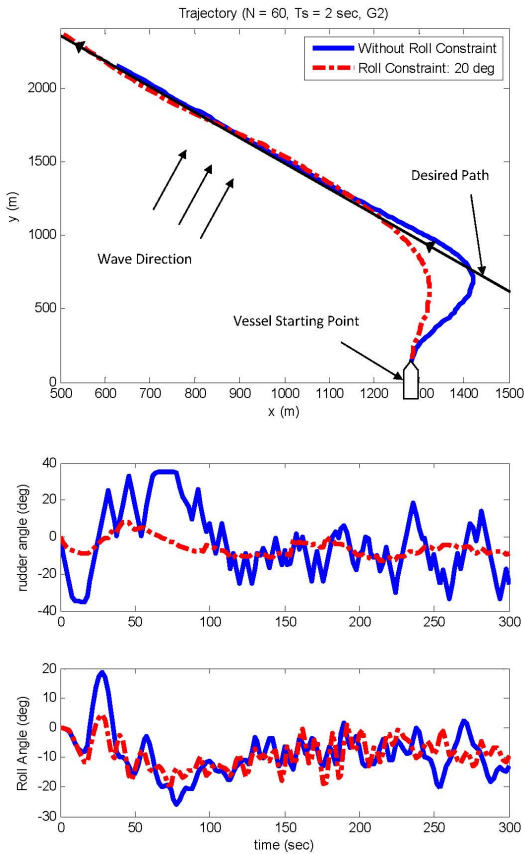 Trajectory (N = 60, Ts = 2 sec, G2)
Without Roll Constraint
Roll Constraint: 20 deg
2000
1500
1000
500
0
y (m)
Desired Path
Wave Direction
Vessel Starting Point
500 600 700 800 900 1000 1100 1200 1300 1400 1500
x (m)
40
20
0
-20
-40
rudder angle (deg)
0 50 100 150 200 250 300
20
10
0
-10
-20
-30
Roll Angle (deg)
0 50 100 150 200 250 300
time (sec)